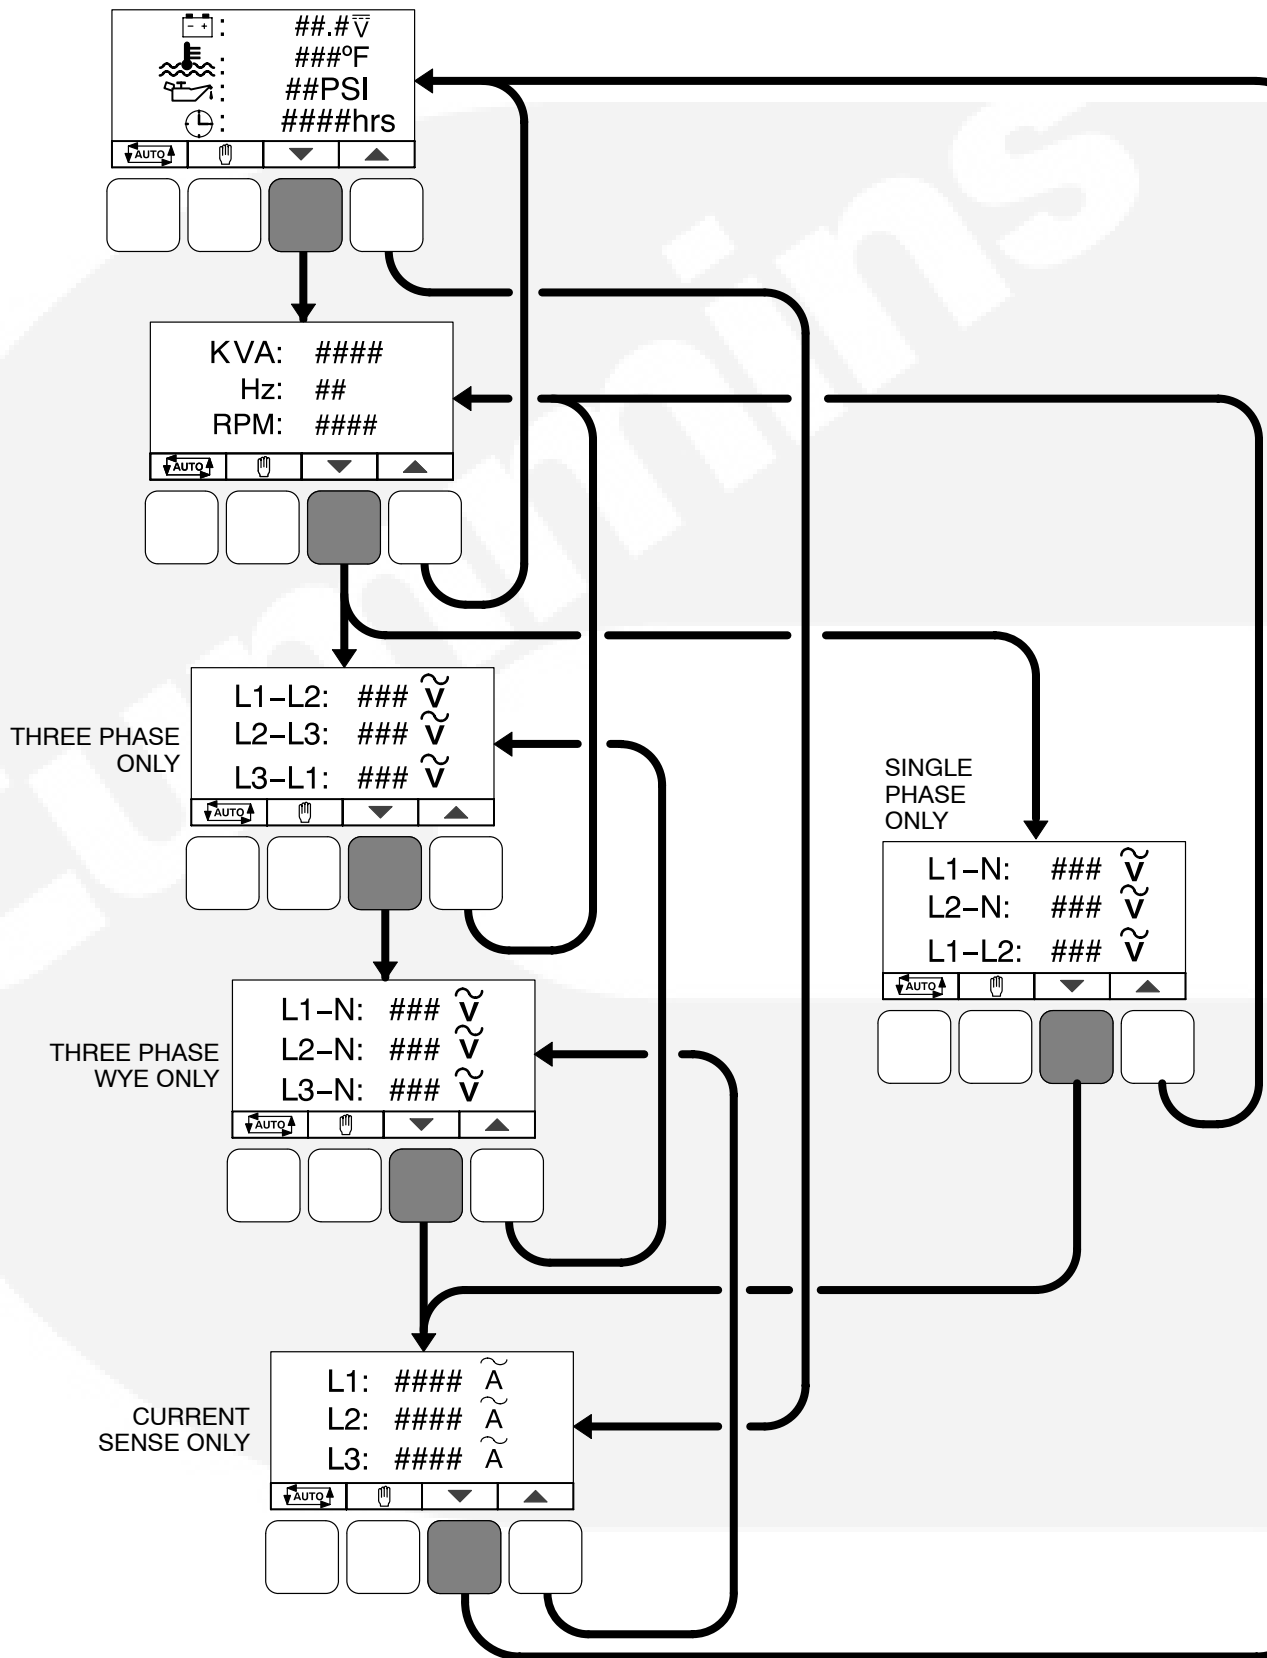 : ##.# V
: ###ºF
: ##PSI
: ####hrs
AUTO
KVA: ####
Hz: ##
RPM: ####
AUTO
THREE PHASE
ONLY
L1–L2: ### V
L2–L3: ### V
L3–L1: ### V
AUTO
SINGLE
PHASE
ONLY
L1–N: ### V
L2–N: ### V
L1–L2: ### V
AUTO
THREE PHASE
WYE ONLY
L1–N: ### V
L2–N: ### V
L3–N: ### V
AUTO
CURRENT
SENSE ONLY
L1: #### A
L2: #### A
L3: #### A
AUTO
Cummins